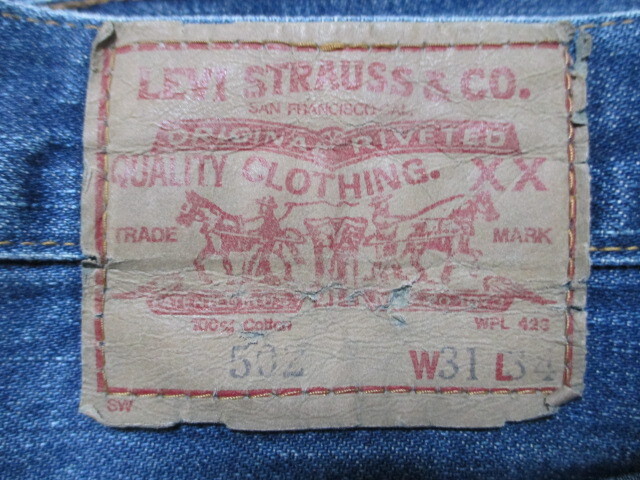 LEVI STRAUSS & CO.
SAN FRANCISCO CAL.
ORIGINAL RIVETED
QUALITY CLOTHING. XX
TRADE MARK
100% Cotton WPL 423
502 W31 L34
SW